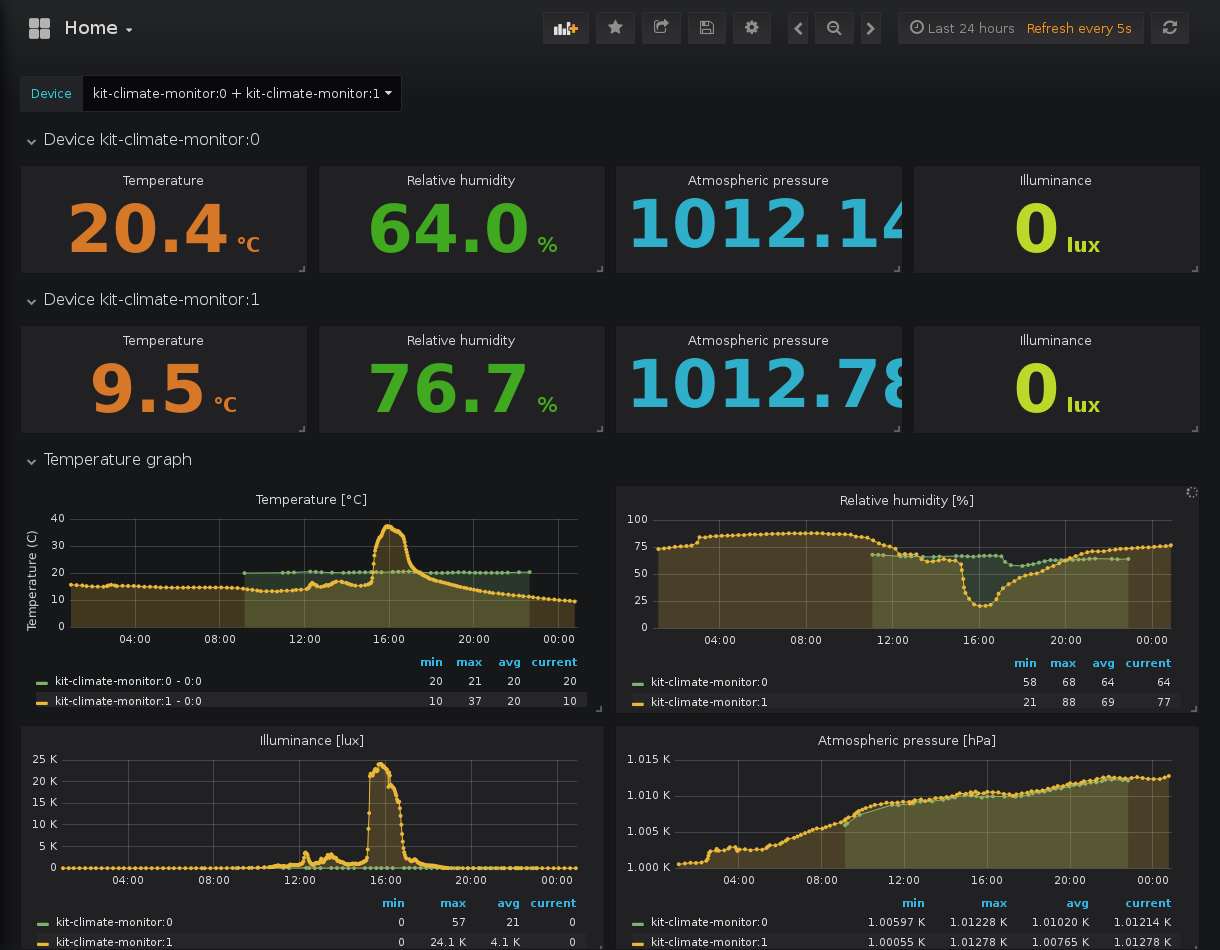 Home
Last 24 hours Refresh every 5s
Device kit-climate-monitor:0 + kit-climate-monitor:1
Device kit-climate-monitor:0
Temperature Relative humidity Atmospheric pressure Illuminance
20.4 °C 64.0 % 1012.14 0 lux
Device kit-climate-monitor:1
Temperature Relative humidity Atmospheric pressure Illuminance
9.5 °C 76.7 % 1012.78 0 lux
Temperature graph
Temperature [°C]
Temperature (C)
40
30
20
10
0
04:00 08:00 12:00 16:00 20:00 00:00
min max avg current
kit-climate-monitor:0 - 0:0 20 21 20 20
kit-climate-monitor:1 - 0:0 10 37 20 10
Relative humidity [%]
100
75
50
25
0
04:00 08:00 12:00 16:00 20:00 00:00
min max avg current
kit-climate-monitor:0 58 68 64 64
kit-climate-monitor:1 21 88 69 77
Illuminance [lux]
25 K
20 K
15 K
10 K
5 K
0
04:00 08:00 12:00 16:00 20:00 00:00
min max avg current
kit-climate-monitor:0 0 57 21 0
kit-climate-monitor:1 0 24.1 K 4.1 K 0
Atmospheric pressure [hPa]
1.015 K
1.010 K
1.005 K
1.000 K
04:00 08:00 12:00 16:00 20:00 00:00
min max avg current
kit-climate-monitor:0 1.00597 K 1.01228 K 1.01020 K 1.01214 K
kit-climate-monitor:1 1.00055 K 1.01278 K 1.00765 K 1.01278 K